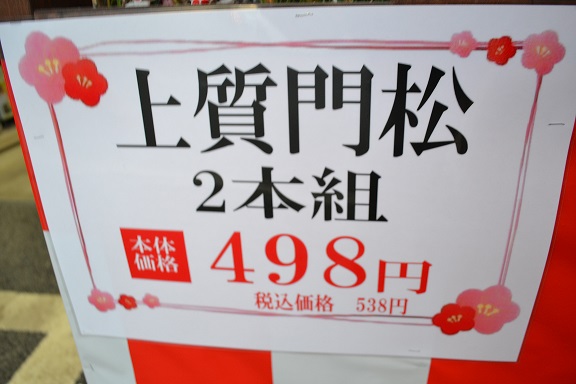 上質門松
2本組
本体
価格
498円
税込価格 538円